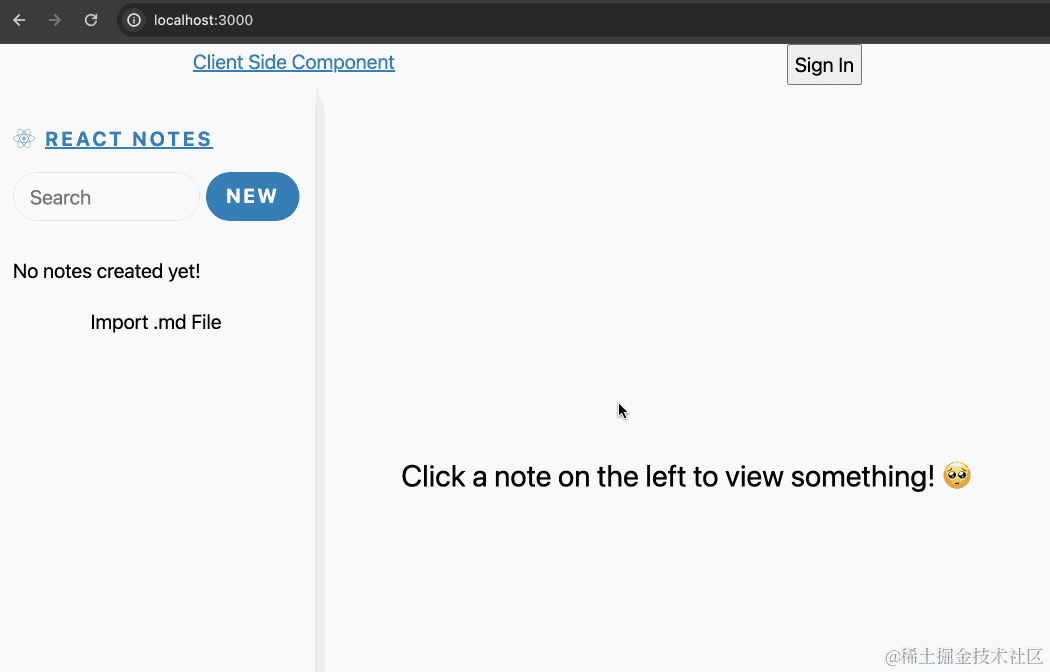 localhost:3000
Client Side Component
Sign In
REACT NOTES
Search
NEW
No notes created yet!
Import .md File
Click a note on the left to view something! 🥺
@稀土掘金技术社区